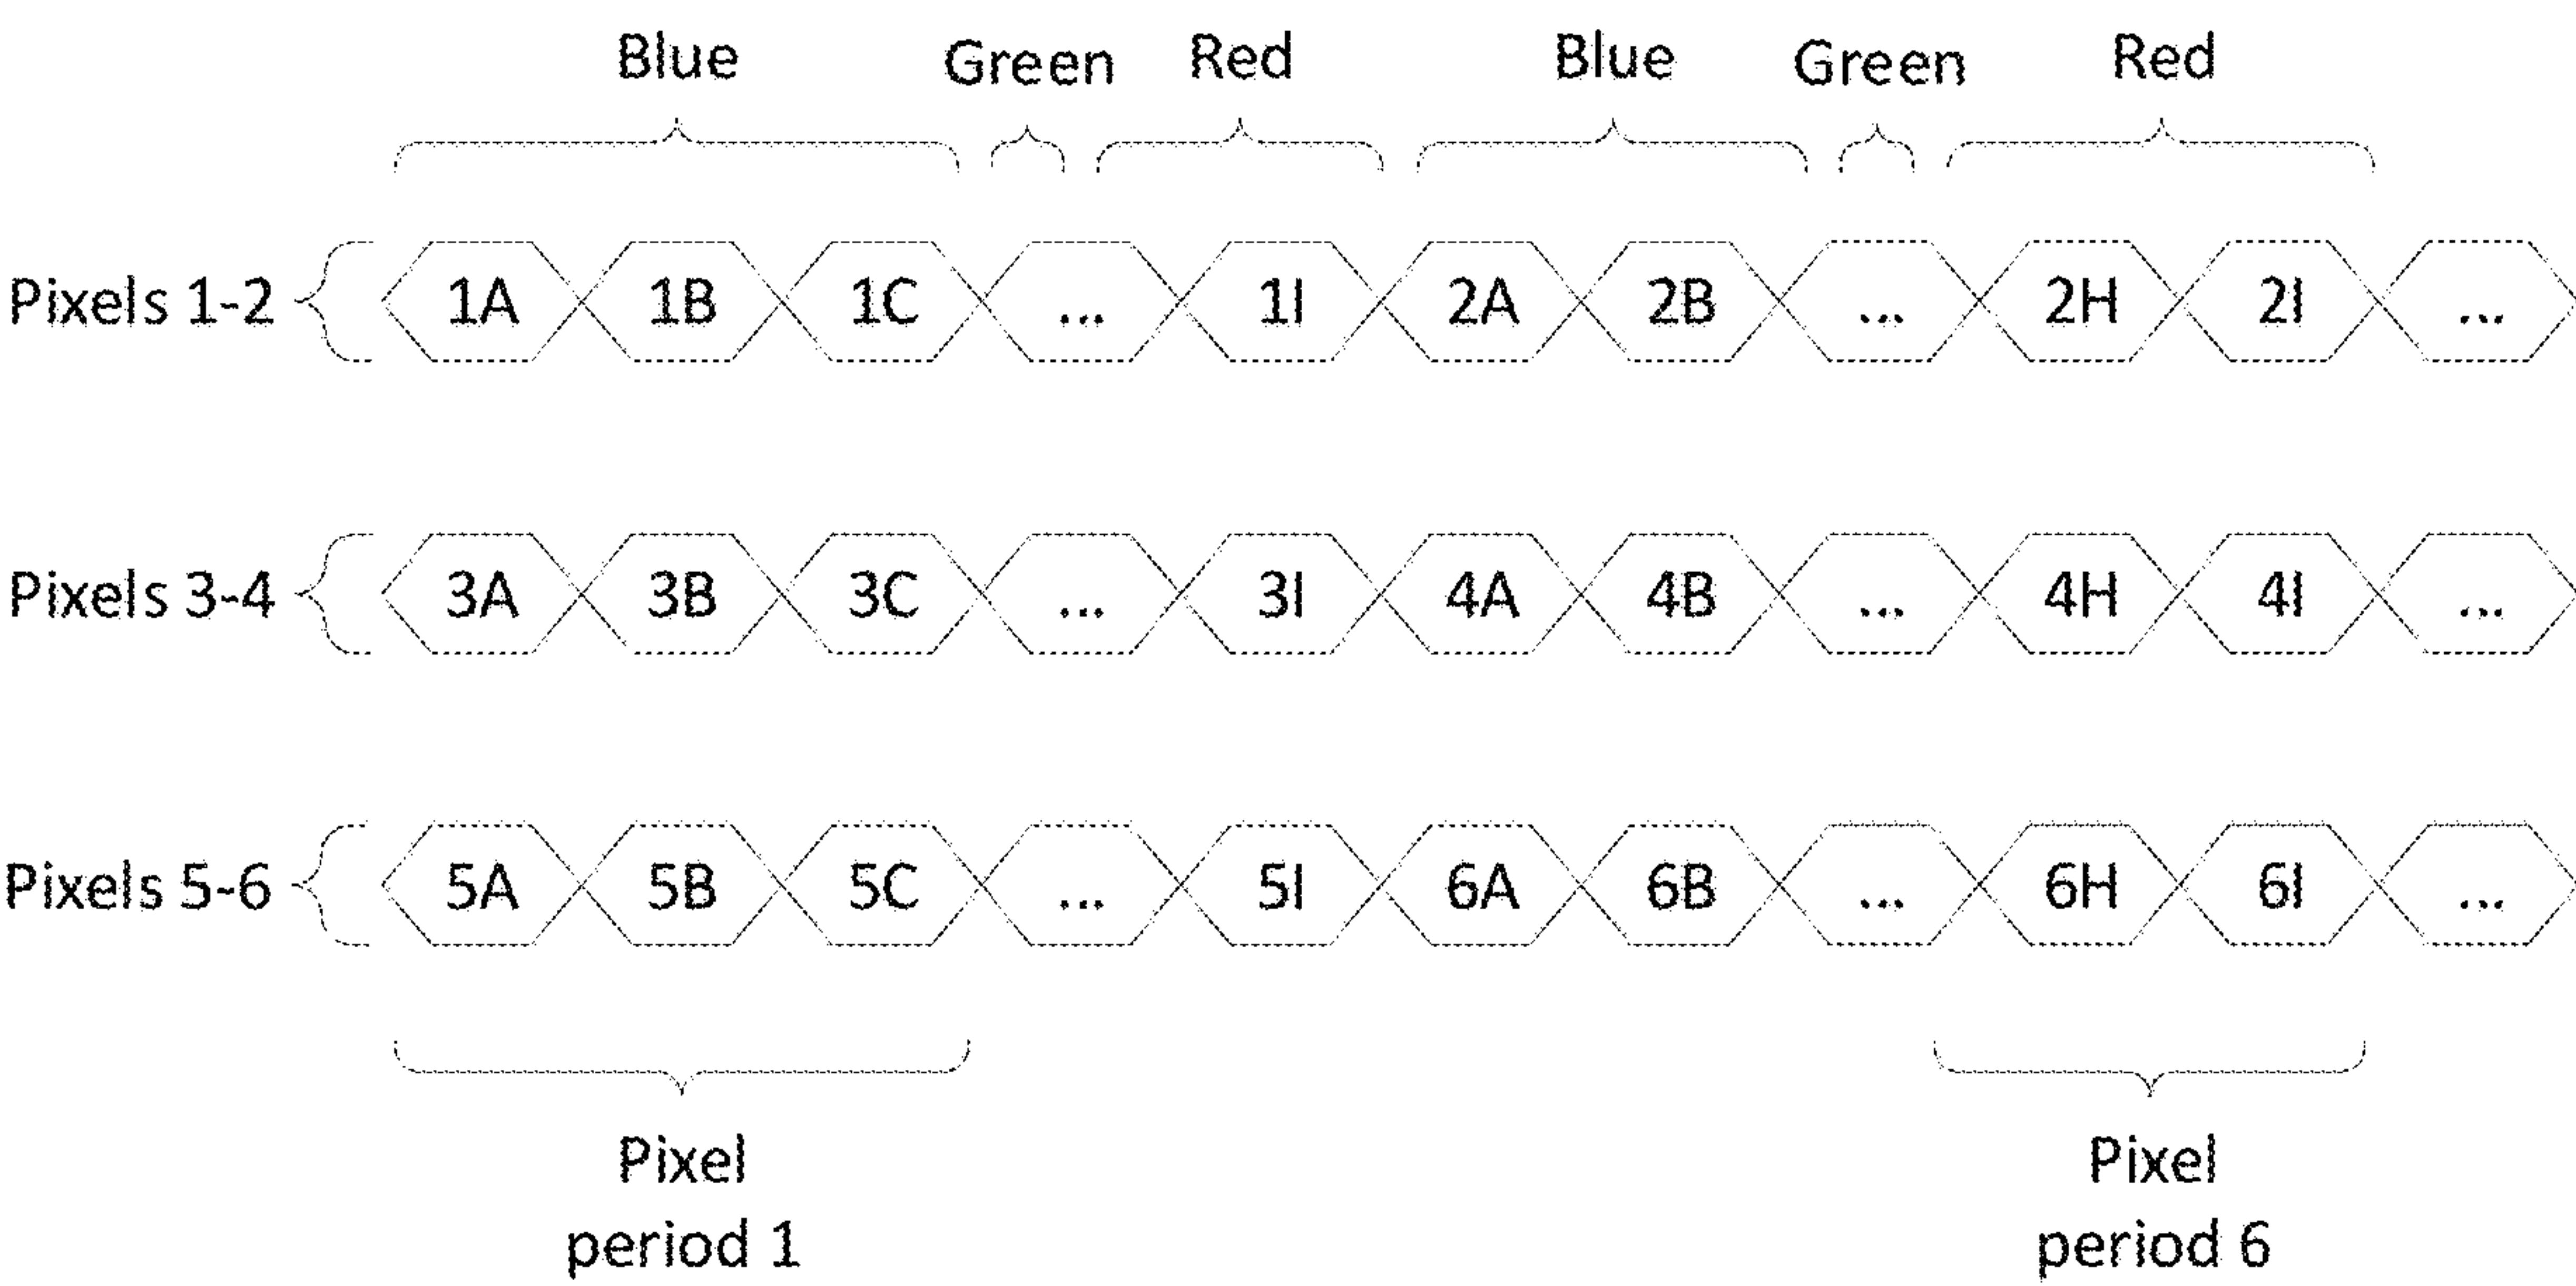 Blue Green Red Blue Green Red
Pixels 1-2 1A 1B 1C ... 1I 2A 2B ... 2H 2I ...
Pixels 3-4 3A 3B 3C ... 3I 4A 4B ... 4H 4I ...
Pixels 5-6 5A 5B 5C ... 5I 6A 6B ... 6H 6I ...
Pixel Pixel
period 1 period 6